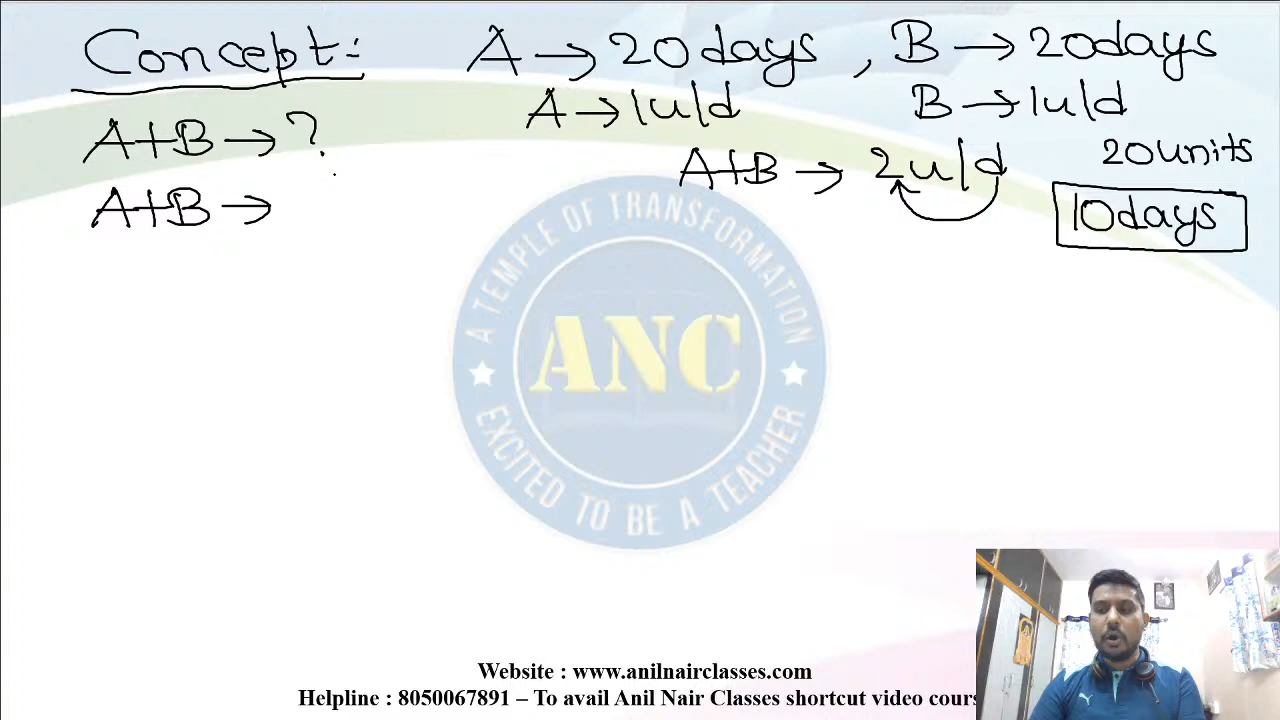 Concept:
A → 20 days , B → 20 days
A → 1u/d
B → 1u/d
A+B → ?
A+B → 2u/d
20 units
A+B →
10 days
A TEMPLE OF TRANSFORMATION
ANC
EXCITED TO BE A TEACHER
Website : www.anilnairclasses.com
Helpline : 8050067891 – To avail Anil Nair Classes shortcut video cours